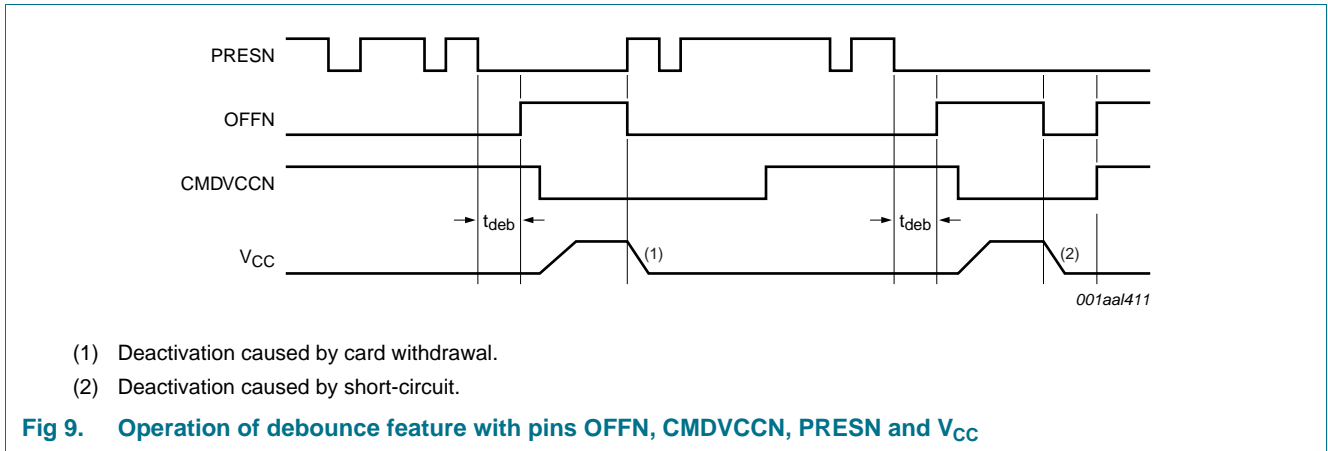 PRESN
OFFN
CMDVCCN
tdeb
tdeb
VCC
(1)
(2)
001aal411
(1) Deactivation caused by card withdrawal.
(2) Deactivation caused by short-circuit.
Fig 9. Operation of debounce feature with pins OFFN, CMDVCCN, PRESN and VCC